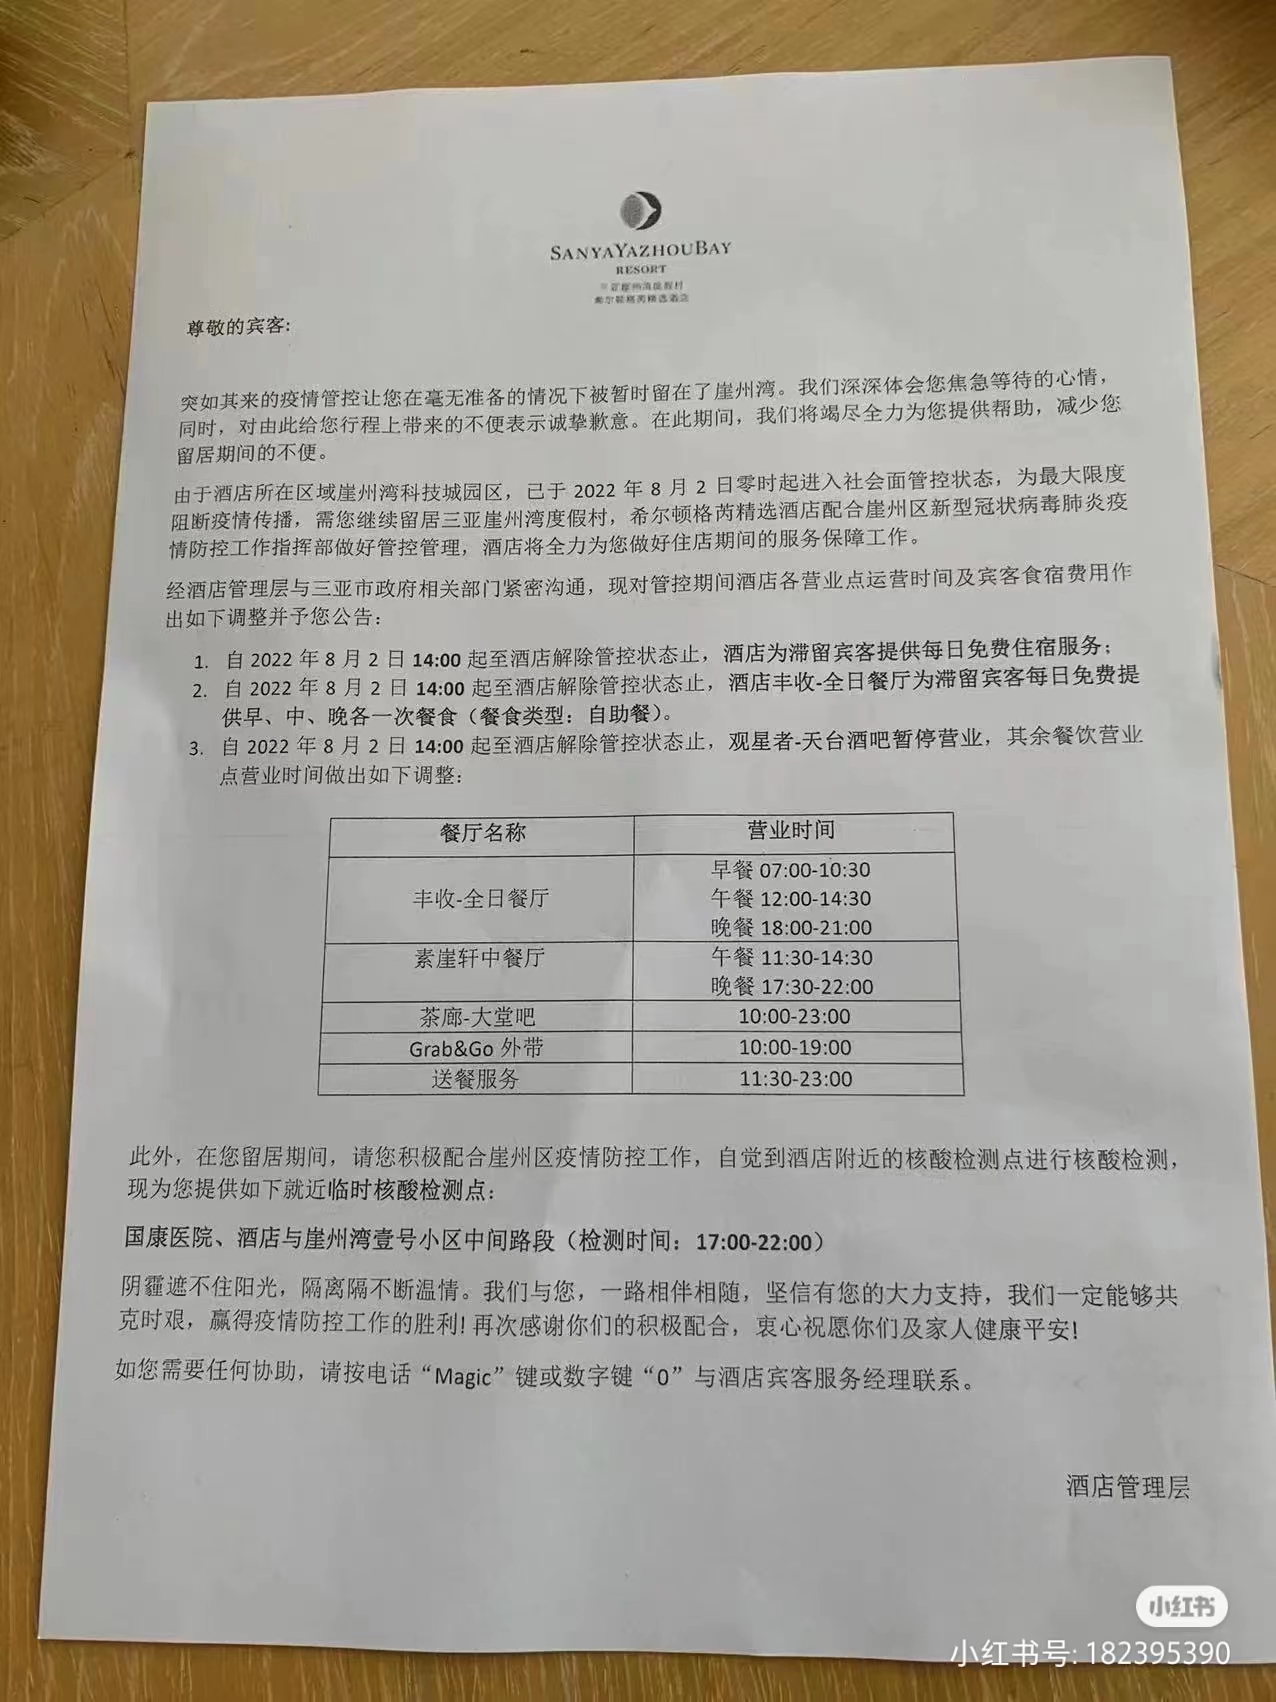 SANYAYAZHOUBAY
RESORT
三亚崖州湾度假村
希尔顿格芮精选酒店
尊敬的宾客:
突如其来的疫情管控让您在毫无准备的情况下被暂时留在了崖州湾。我们深深体会您焦急等待的心情，
同时，对由此给您行程上带来的不便表示诚挚歉意。在此期间，我们将竭尽全力为您提供帮助，减少您
留居期间的不便。
由于酒店所在区域崖州湾科技城园区，已于 2022 年 8 月 2 日零时起进入社会面管控状态，为最大限度
阻断疫情传播，需您继续留居三亚崖州湾度假村，希尔顿格芮精选酒店配合崖州区新型冠状病毒肺炎疫
情防控工作指挥部做好管控管理，酒店将全力为您做好住店期间的服务保障工作。
经酒店管理层与三亚市政府相关部门紧密沟通，现对管控期间酒店各营业点运营时间及宾客食宿费用作
出如下调整并予您公告:
1. 自 2022 年 8 月 2 日 14:00 起至酒店解除管控状态止，酒店为滞留宾客提供每日免费住宿服务；
2. 自 2022 年 8 月 2 日 14:00 起至酒店解除管控状态止，酒店丰收-全日餐厅为滞留宾客每日免费提
供早、中、晚各一次餐食（餐食类型：自助餐）。
3. 自 2022 年 8 月 2 日 14:00 起至酒店解除管控状态止，观星者-天台酒吧暂停营业，其余餐饮营业
点营业时间做出如下调整:
餐厅名称 营业时间
丰收-全日餐厅 早餐 07:00-10:30
午餐 12:00-14:30
晚餐 18:00-21:00
素崖轩中餐厅 午餐 11:30-14:30
晚餐 17:30-22:00
茶廊-大堂吧 10:00-23:00
Grab&Go 外带 10:00-19:00
送餐服务 11:30-23:00
此外，在您留居期间，请您积极配合崖州区疫情防控工作，自觉到酒店附近的核酸检测点进行核酸检测，
现为您提供如下就近临时核酸检测点:
国康医院、酒店与崖州湾壹号小区中间路段（检测时间：17:00-22:00）
阴霾遮不住阳光，隔离隔不断温情。我们与您，一路相伴相随，坚信有您的大力支持，我们一定能够共
克时艰，赢得疫情防控工作的胜利! 再次感谢你们的积极配合，衷心祝愿你们及家人健康平安!
如您需要任何协助，请按电话“Magic”键或数字键“0”与酒店宾客服务经理联系。
酒店管理层
小红书
小红书号: 182395390